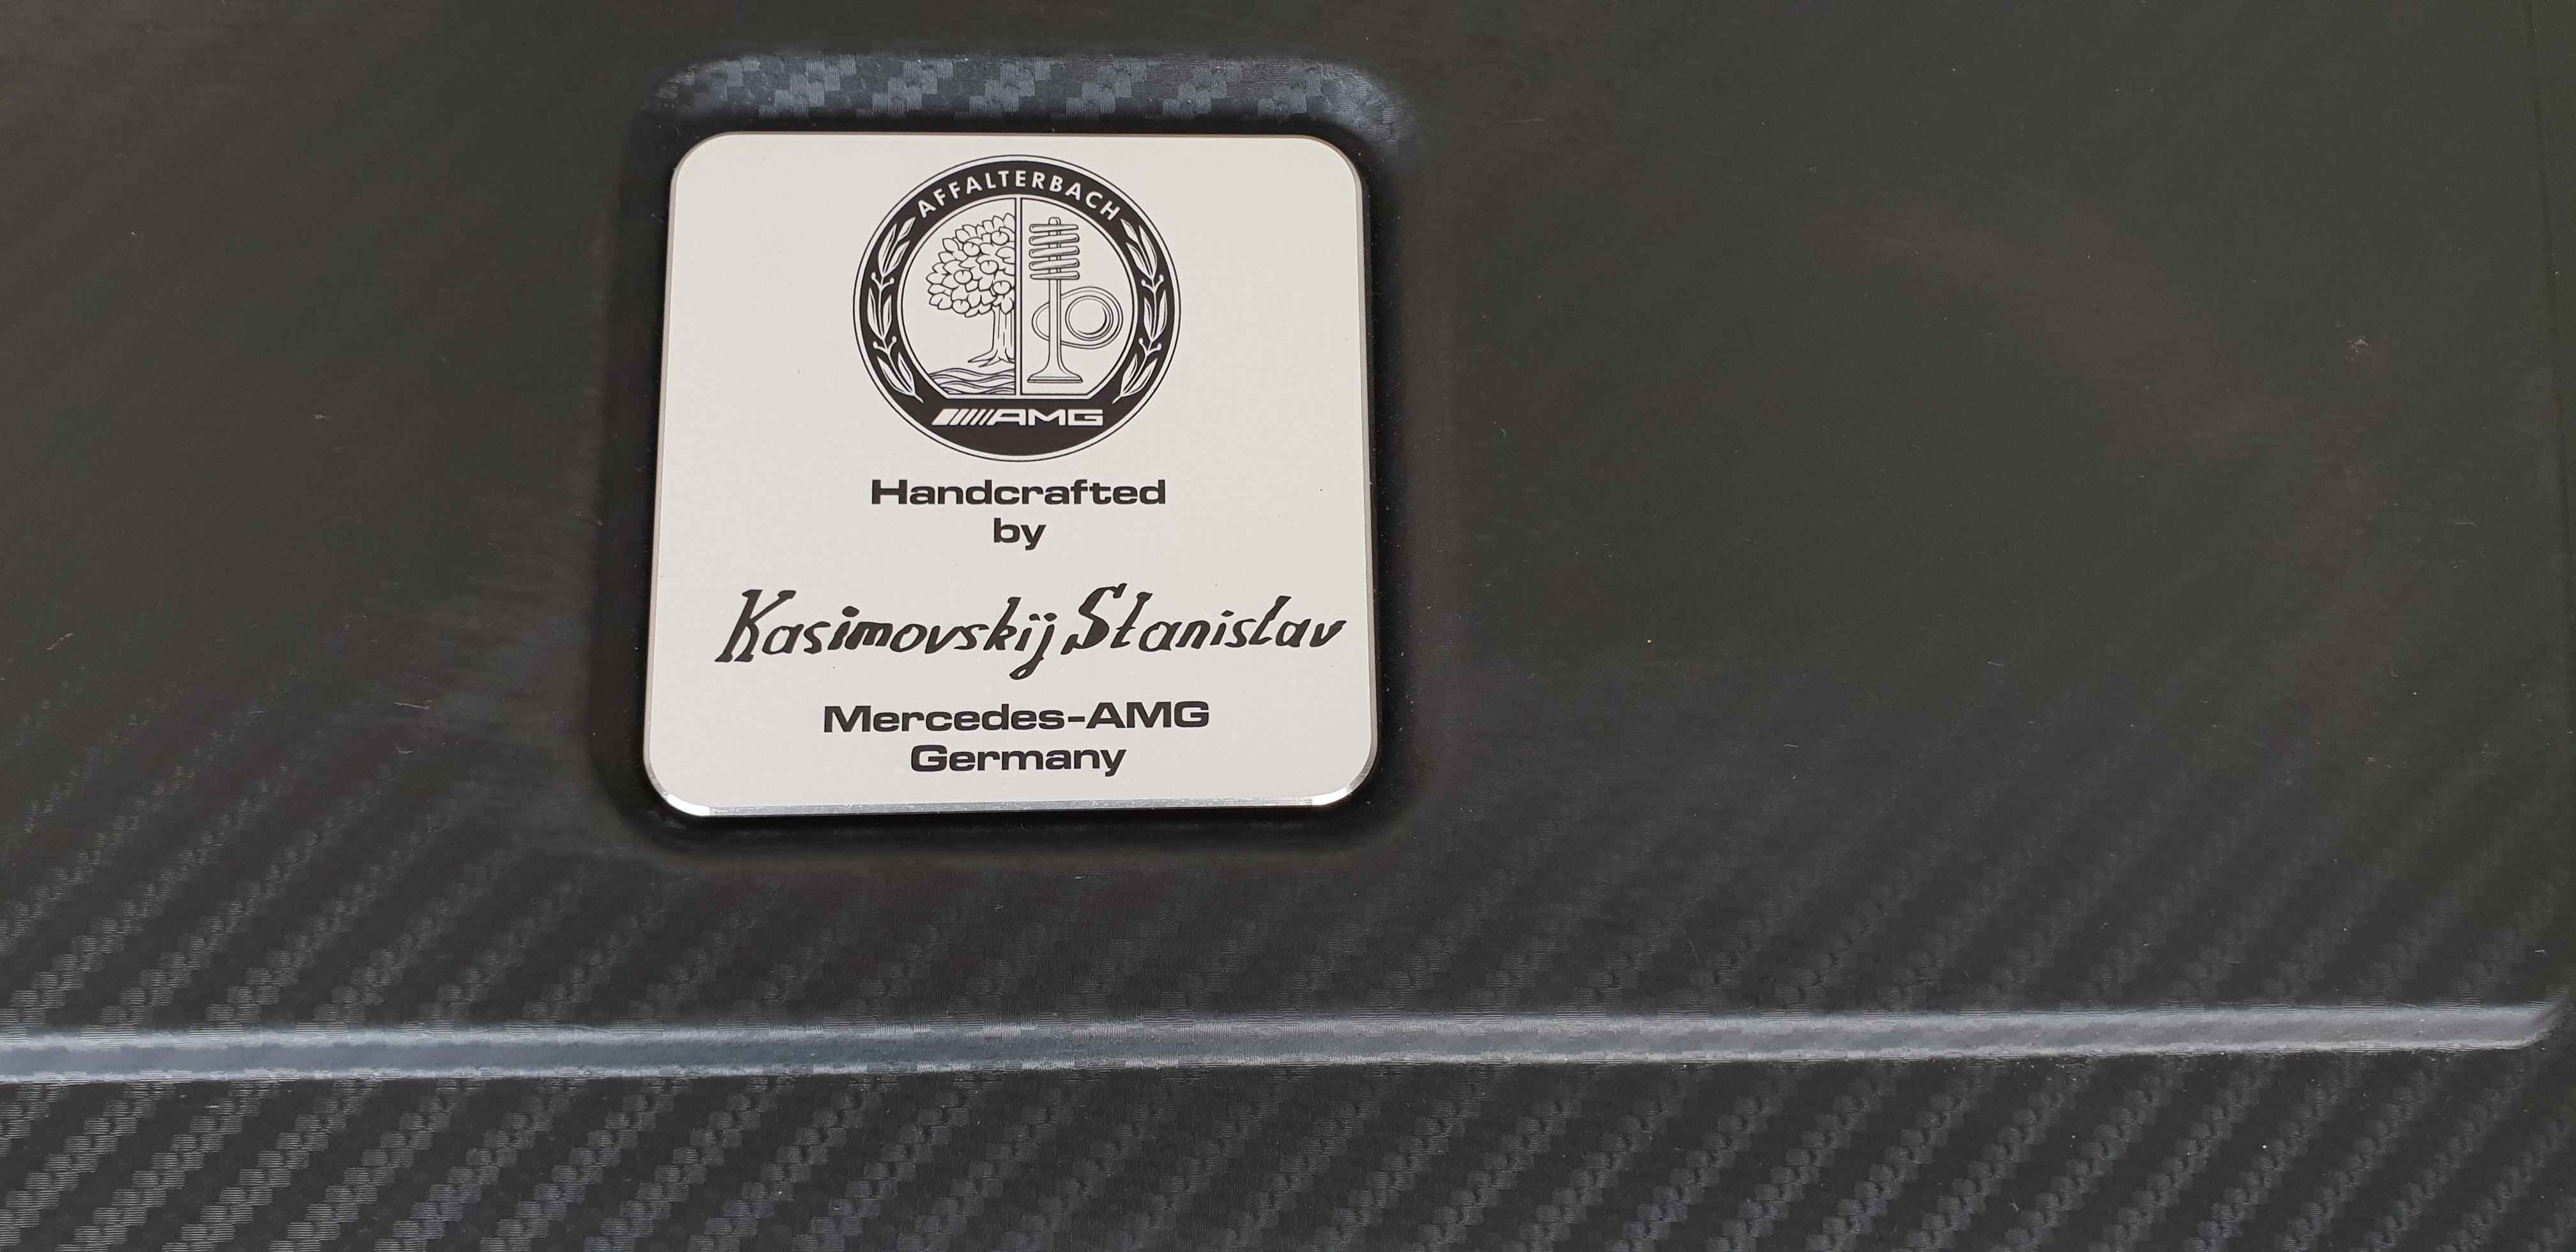 AFFALTERBACH
AMG
Handcrafted
by
Kasimovskij Stanislav
Mercedes-AMG
Germany